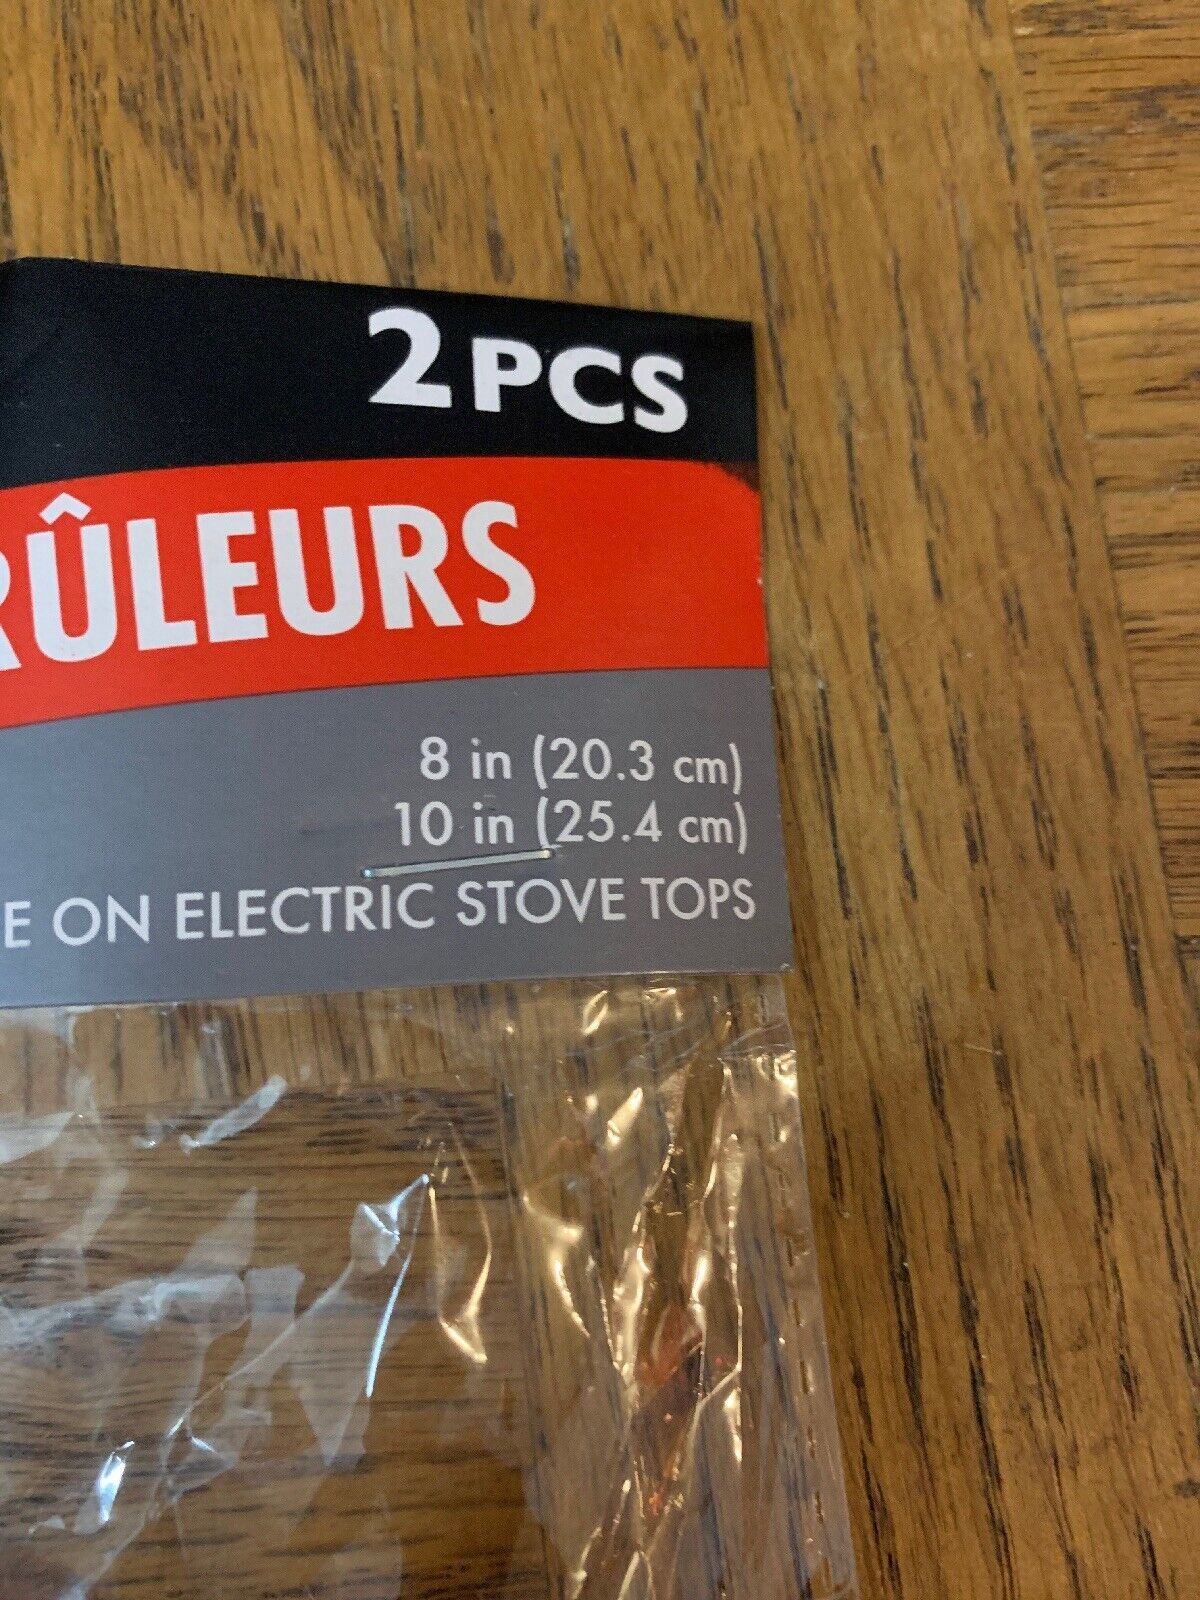 2 PCS
RÛLEURS
8 in (20.3 cm)
10 in (25.4 cm)
E ON ELECTRIC STOVE TOPS